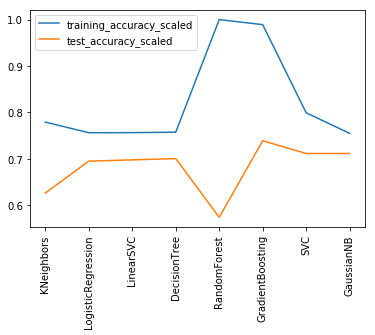 training_accuracy_scaled
test_accuracy_scaled
1.0
0.9
0.8
0.7
0.6
KNeighbors
LogisticRegression
LinearSVC
DecisionTree
RandomForest
GradientBoosting
SVC
GaussianNB